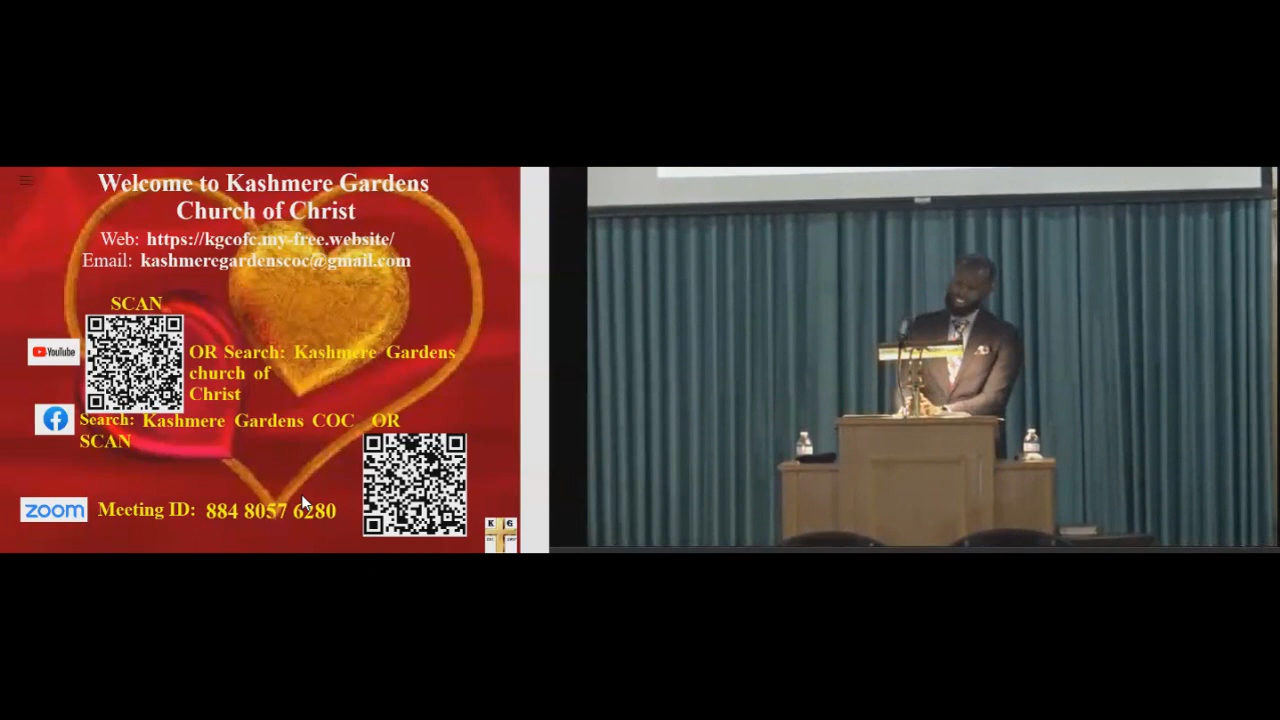 Welcome to Kashmere Gardens
Church of Christ
Web: https://kgcofc.my-free.website/
Email: kashmeregardenscoc@gmail.com
SCAN
YouTube
OR Search: Kashmere Gardens
church of
Christ
Search: Kashmere Gardens COC OR
SCAN
zoom Meeting ID: 884 8057 6280
K G